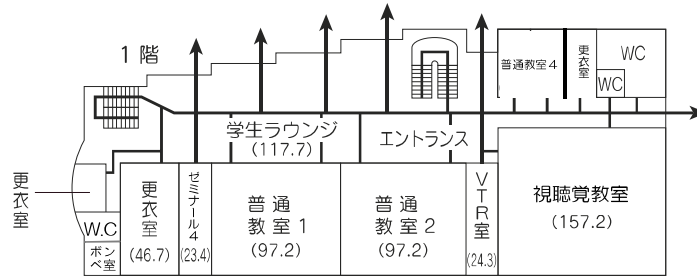 1階
普通教室4
更衣室
WC
WC
学生ラウンジ
(117.7)
エントランス
更衣室
W.C
ボンベ室
更衣室
(46.7)
ゼミナール4
(23.4)
普通
教室1
(97.2)
普通
教室2
(97.2)
VTR室
(24.3)
視聴覚教室
(157.2)